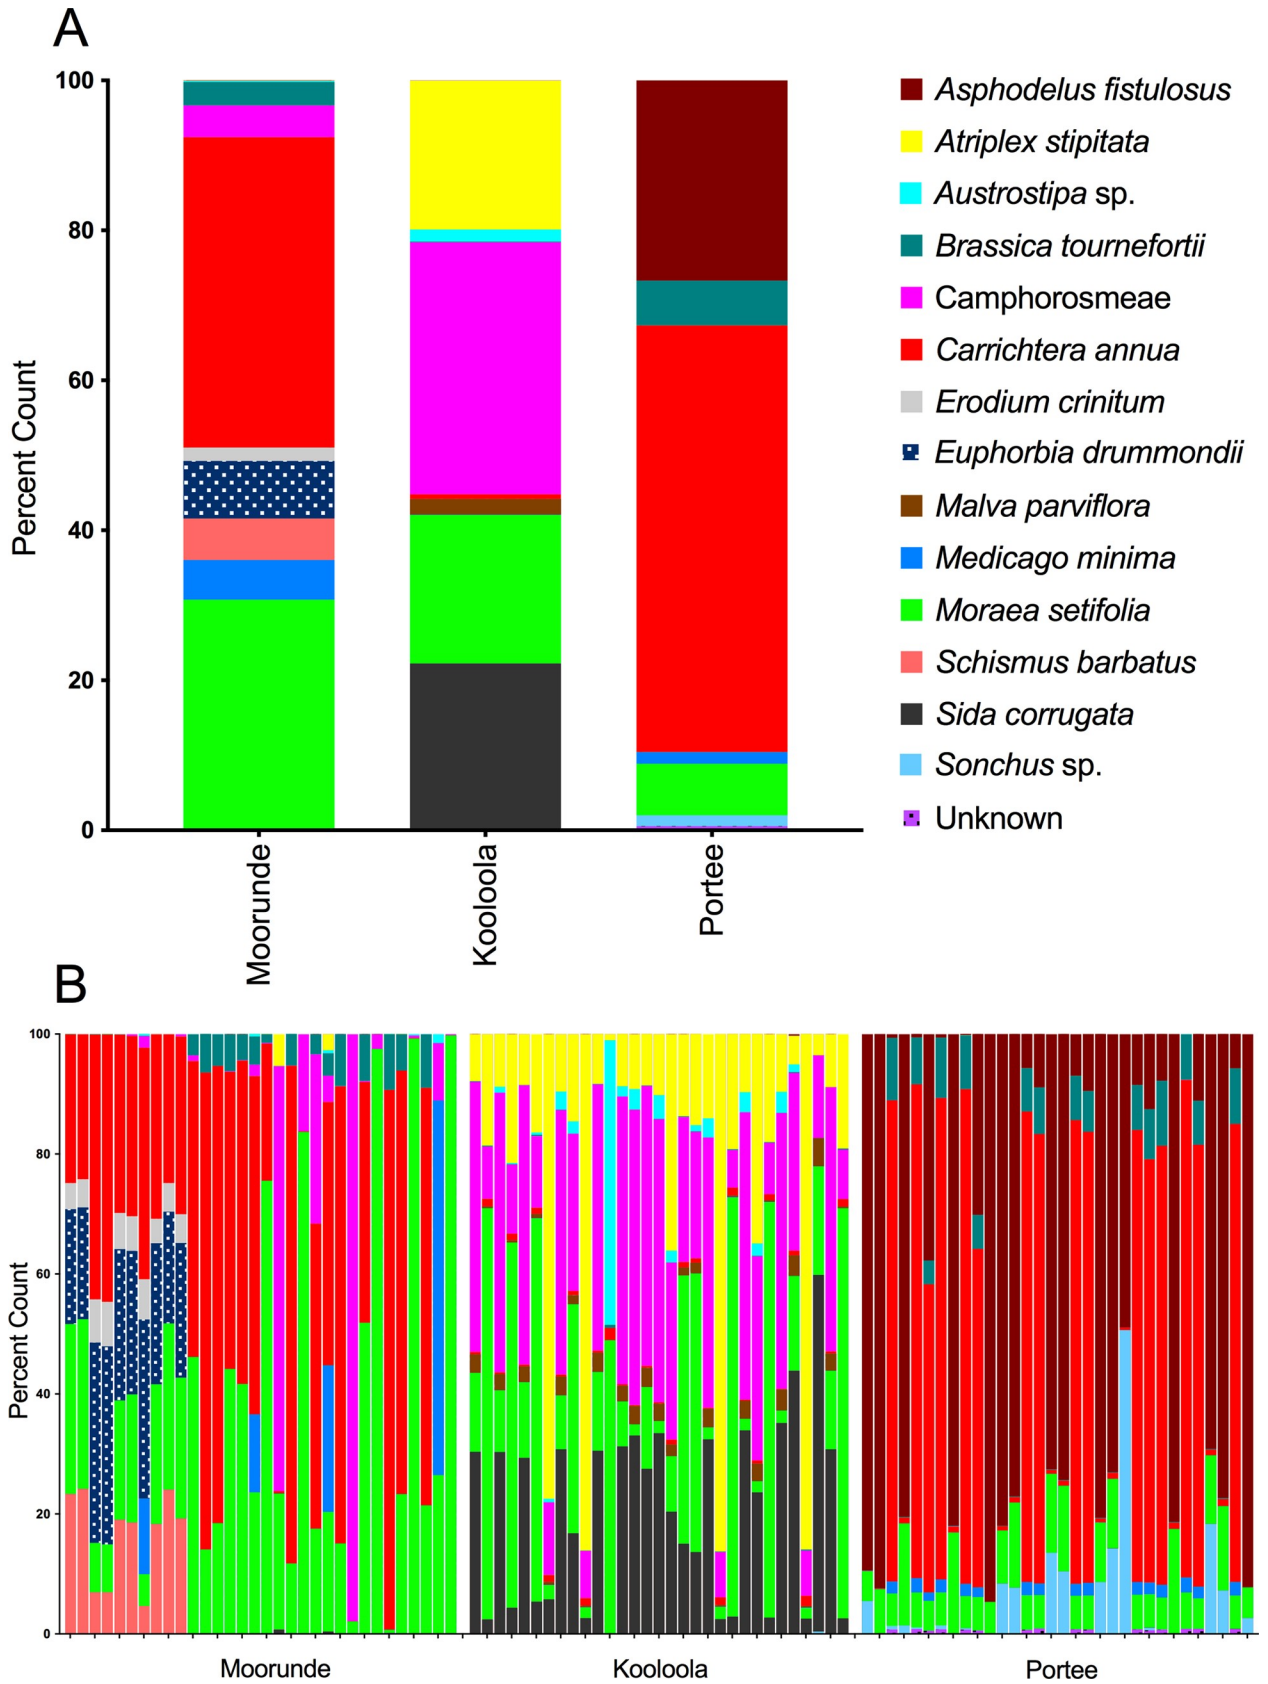 A
100
80
60
40
20
0
Percent Count
Moorunde
Kooloola
Portee
Asphodelus fistulosus
Atriplex stipitata
Austrostipa sp.
Brassica tournefortii
Camphorosmeae
Carrichtera annua
Erodium crinitum
Euphorbia drummondii
Malva parviflora
Medicago minima
Moraea setifolia
Schismus barbatus
Sida corrugata
Sonchus sp.
Unknown
B
100
80
60
40
20
0
Percent Count
Moorunde
Kooloola
Portee